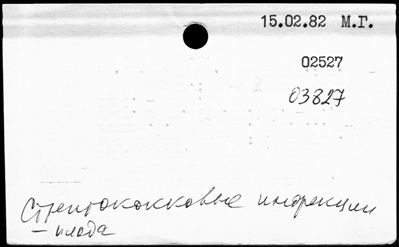 15.02.82 М.Г.
02527
03827
Стрептококковые инфекции
- плода